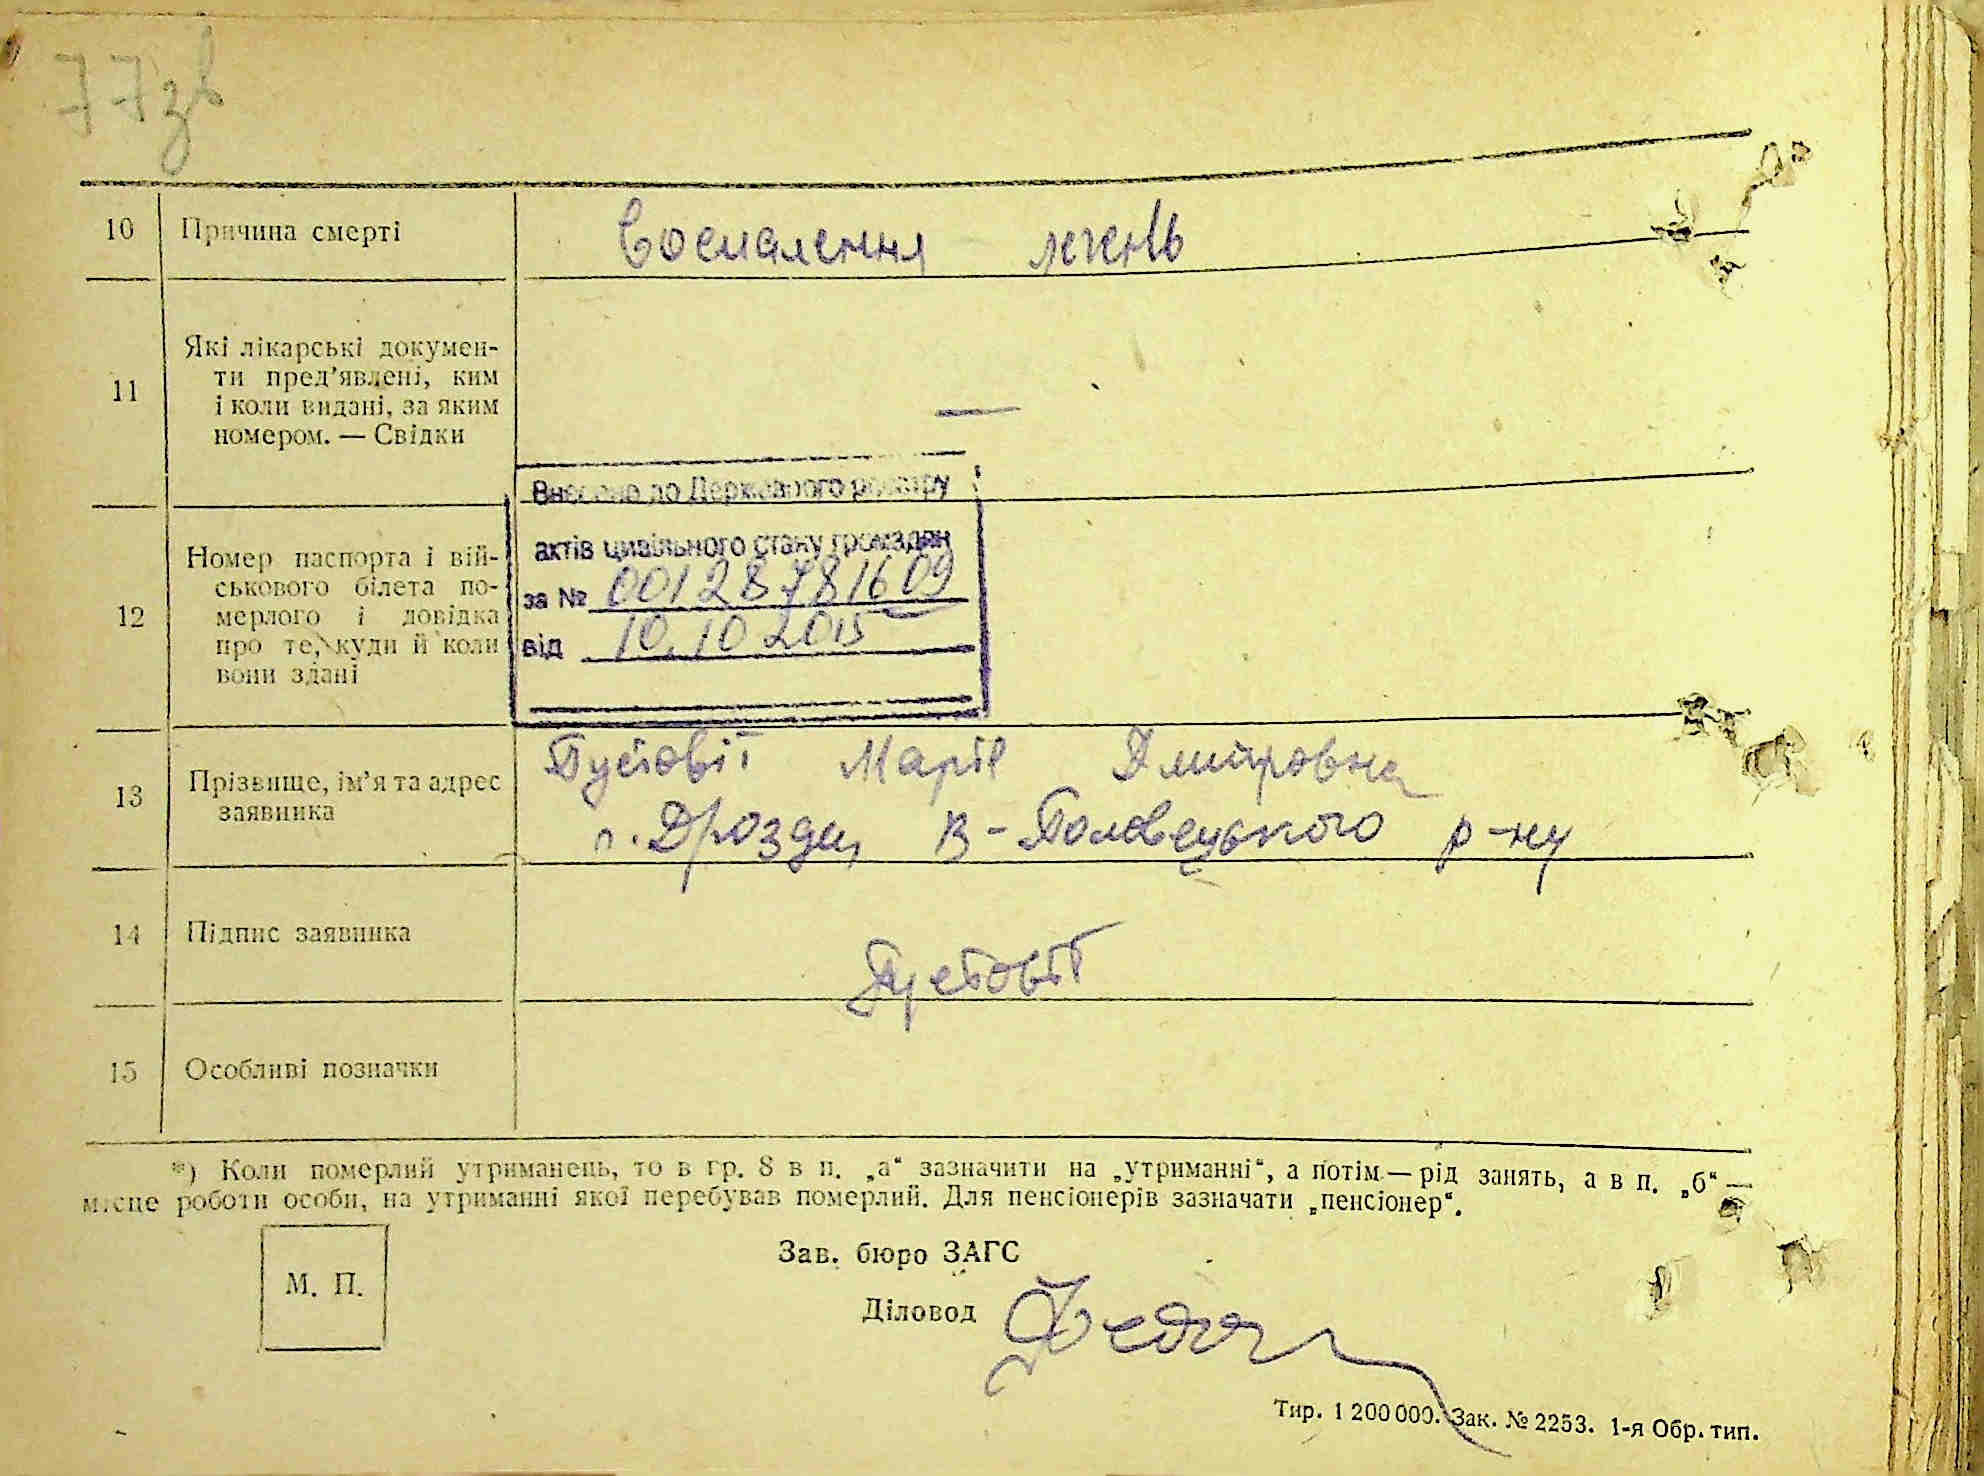 77зв
10 Причина смерті Воспалення легень
11 Які лікарські докумен-
ти пред’явлені, ким
і коли видані, за яким
номером. — Свідки —
Внесено до Державного реєстру
актів цивільного стану громадян
за № 00128781609
від 10.10.2015
12 Номер паспорта і вій-
ськового білета по-
мерлого і довідка
про те, куди й коли
вони здані
13 Прізвище, ім’я та адрес
заявника
Пустовіт Марія Дмитровна
с. Дрозди, В-Половецького р-ну
14 Підпис заявника Пустовіт
15 Особливі позначки
*) Коли померлий утриманець, то в гр. 8 в п. „а“ зазначити на „утриманні“, а потім — рід занять, а в п. „б“ —
місце роботи особи, на утриманні якої перебував померлий. Для пенсіонерів зазначати „пенсіонер“.
Зав. бюро ЗАГС
М. П.
Діловод
Тир. 1 200 000. Зак. № 2253. 1-я Обр. тип.